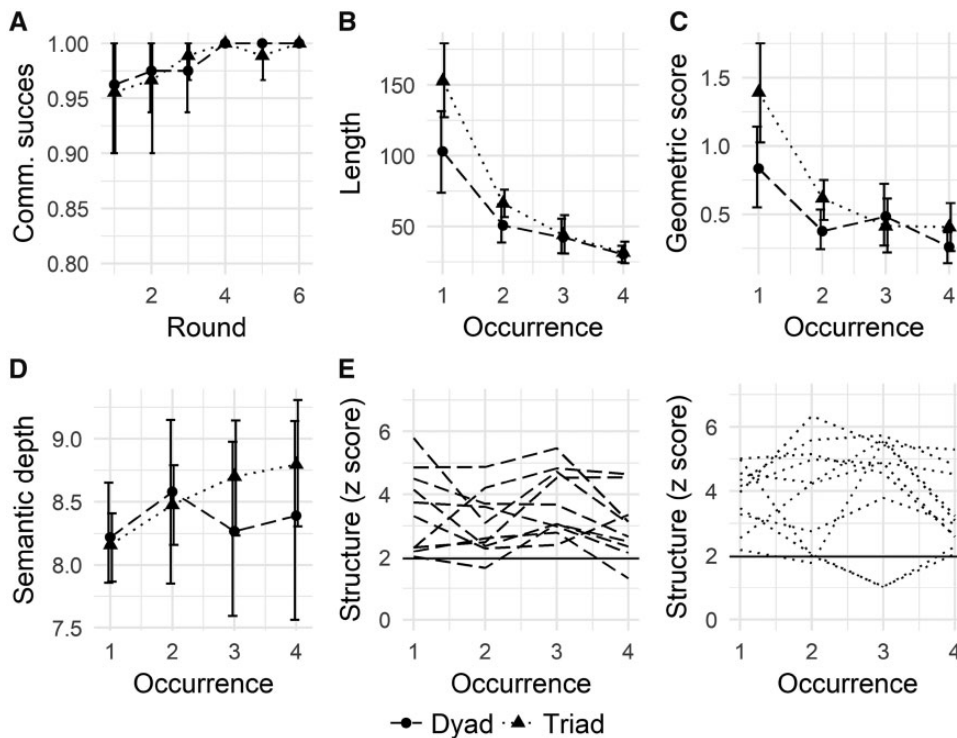 A
Comm. succes
1.00
0.95
0.90
0.85
0.80
2 4 6
Round
B
Length
150
100
50
1 2 3 4
Occurrence
C
Geometric score
1.5
1.0
0.5
1 2 3 4
Occurrence
D
Semantic depth
9.0
8.5
8.0
7.5
1 2 3 4
Occurrence
E
Structure (z score)
6
4
2
0
1 2 3 4
Occurrence
Structure (z score)
6
4
2
0
1 2 3 4
Occurrence
Dyad Triad